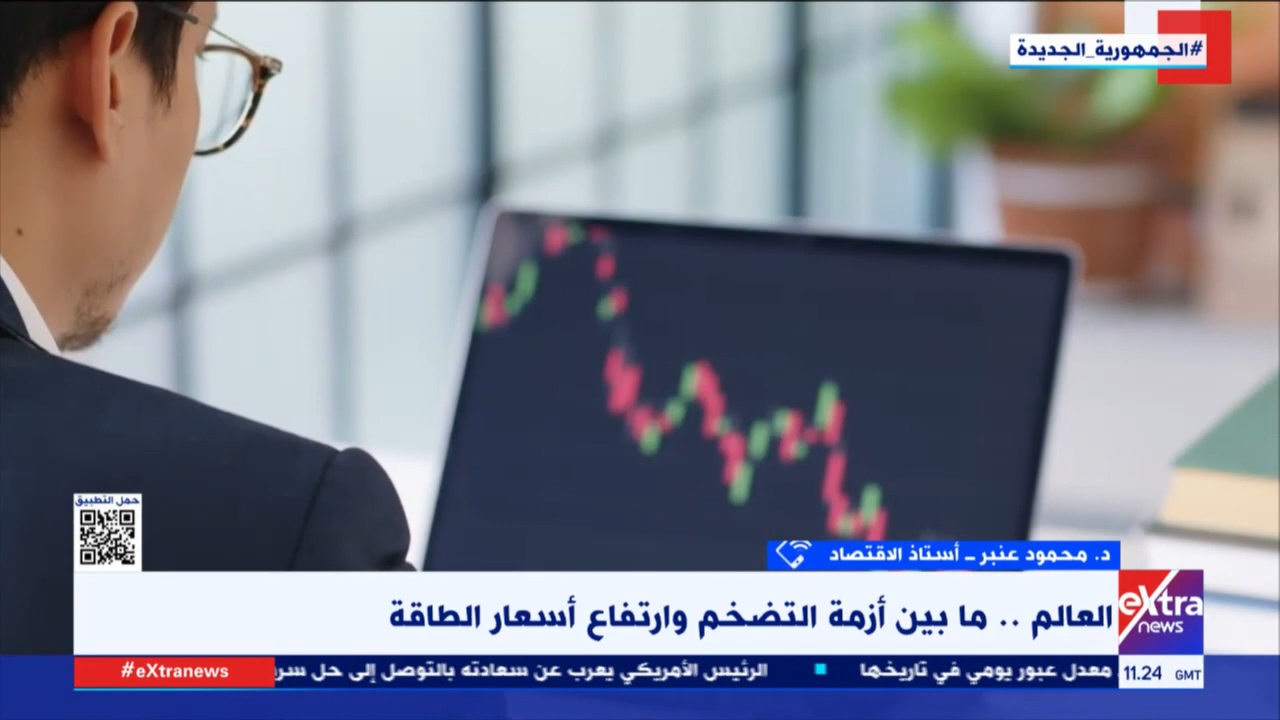 #الجمهورية_الجديدة
حمل التطبيق
د. محمود عنبر - أستاذ الاقتصاد
العالم .. ما بين أزمة التضخم وارتفاع أسعار الطاقة
eXtra news
معدل عبور يومي في تاريخها ■ الرئيس الأمريكي يعرب عن سعادته بالتوصل إلى حل
#eXtranews
11.24 GMT